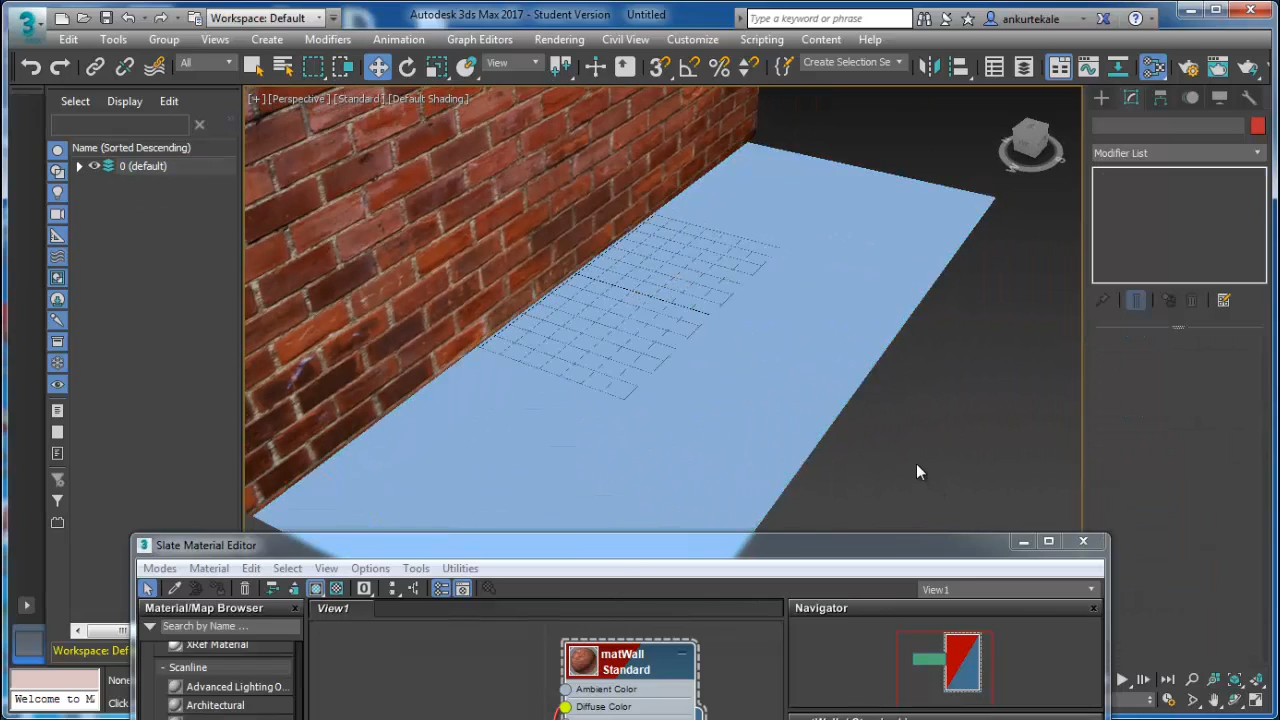 Workspace: Default
Autodesk 3ds Max 2017 - Student Version Untitled
Type a keyword or phrase
ankurtekale
Edit Tools Group Views Create Modifiers Animation Graph Editors Rendering Civil View Customize Scripting Content Help
All
View
Create Selection Se
Select Display Edit
Name (Sorted Descending)
0 (default)
[+] [Perspective] [Standard] [Default Shading]
Modifier List
Slate Material Editor
Modes Material Edit Select View Options Tools Utilities
View1
Material/Map Browser
View1
Navigator
Search by Name ...
XRef Material
Scanline
Advanced Lighting O...
Architectural
matWall
Standard
Ambient Color
Diffuse Color
Workspace: Def
Welcome to M
None
Click